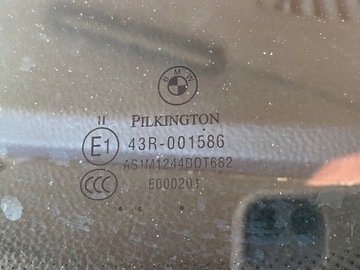 BMW
II
PILKINGTON
E1 43R-001586
AS1M1244DOT682
CCC E000201